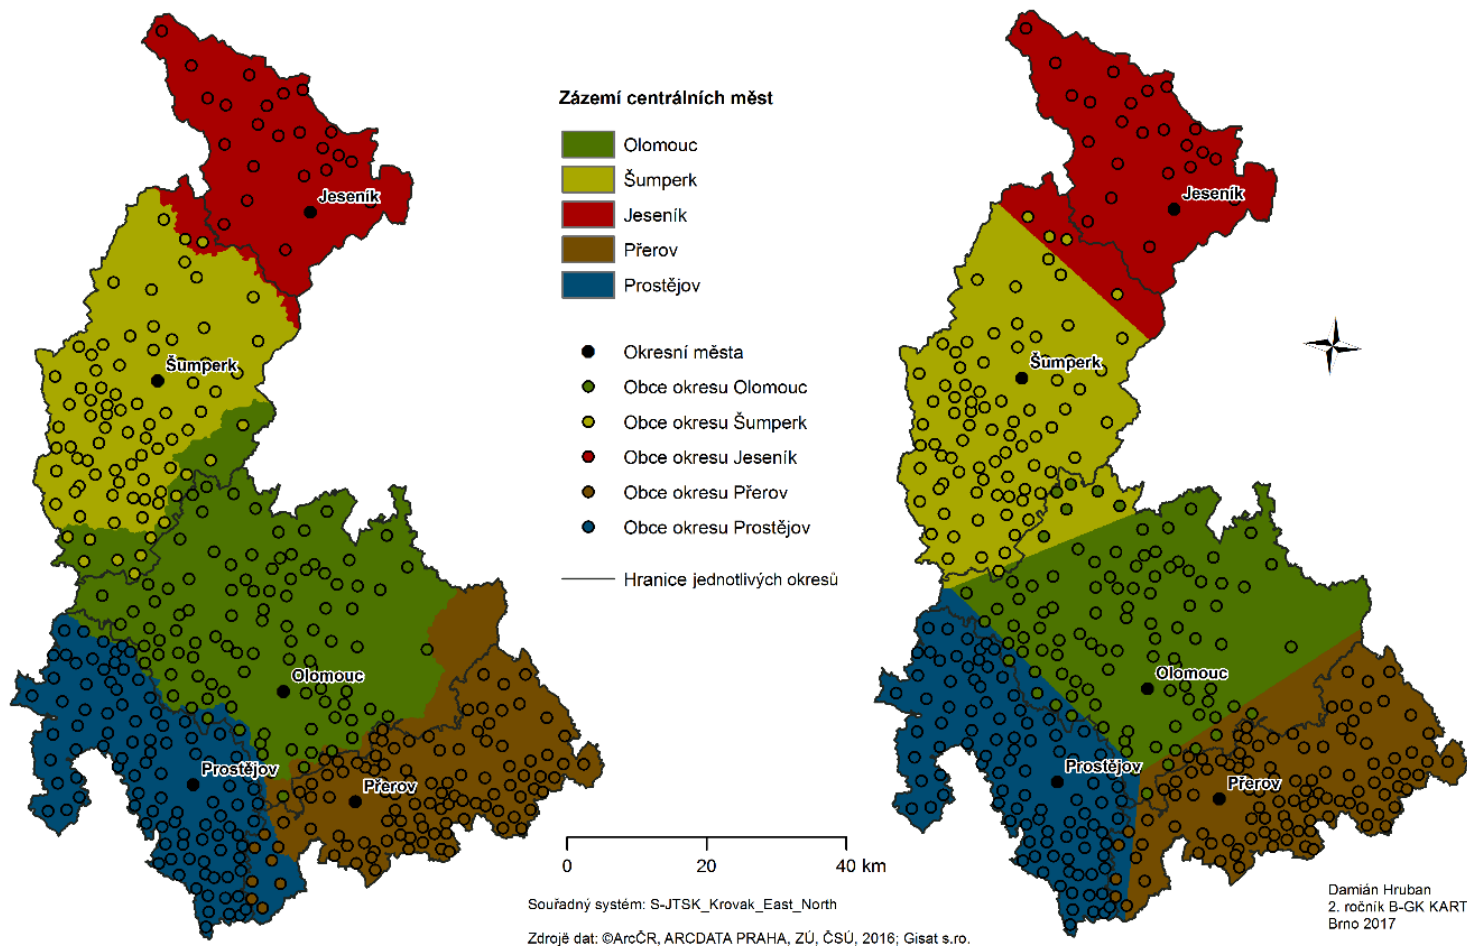 Zázemí centrálních měst
Olomouc
Šumperk
Jeseník
Přerov
Prostějov
Okresní města
Obce okresu Olomouc
Obce okresu Šumperk
Obce okresu Jeseník
Obce okresu Přerov
Obce okresu Prostějov
Hranice jednotlivých okresů
Jeseník
Šumperk
Olomouc
Prostějov
Přerov
Jeseník
Šumperk
Olomouc
Prostějov
Přerov
0 20 40 km
Souřadný systém: S-JTSK_Krovak_East_North
Zdrojě dat: ©ArcČR, ARCDATA PRAHA, ZÚ, ČSÚ, 2016; Gisat s.ro.
Damián Hruban
2. ročník B-GK KART
Brno 2017